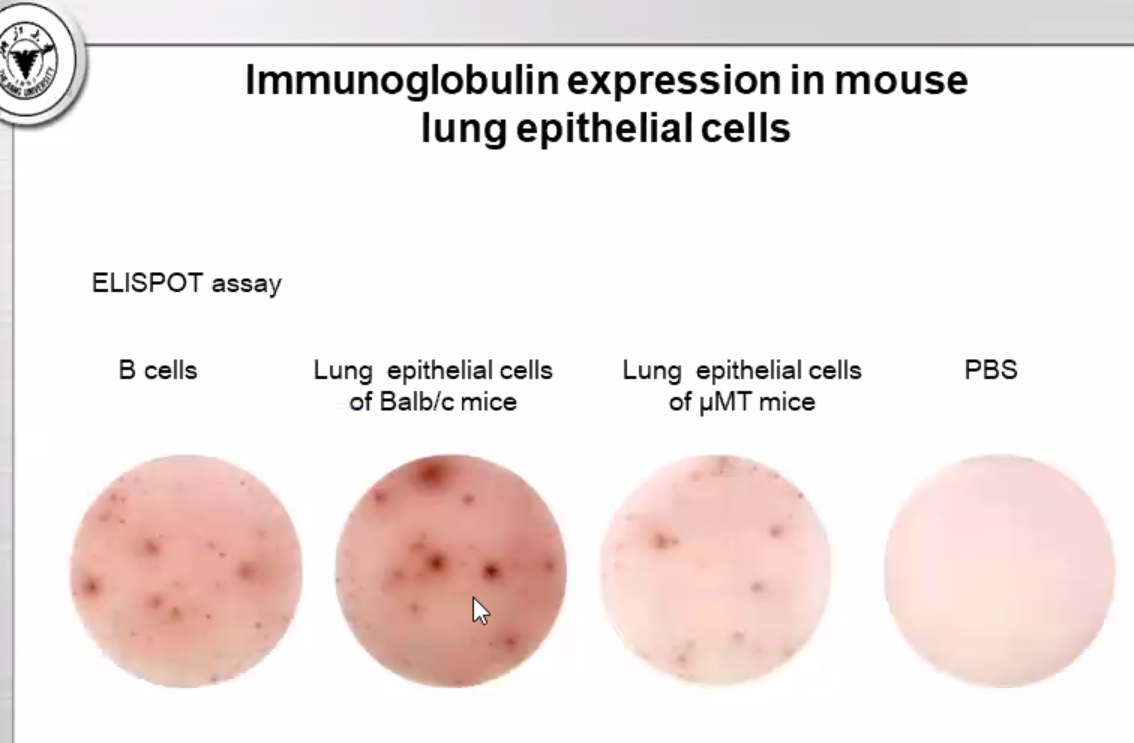 Immunoglobulin expression in mouse
lung epithelial cells
ELISPOT assay
B cells
Lung epithelial cells
of Balb/c mice
Lung epithelial cells
of µMT mice
PBS